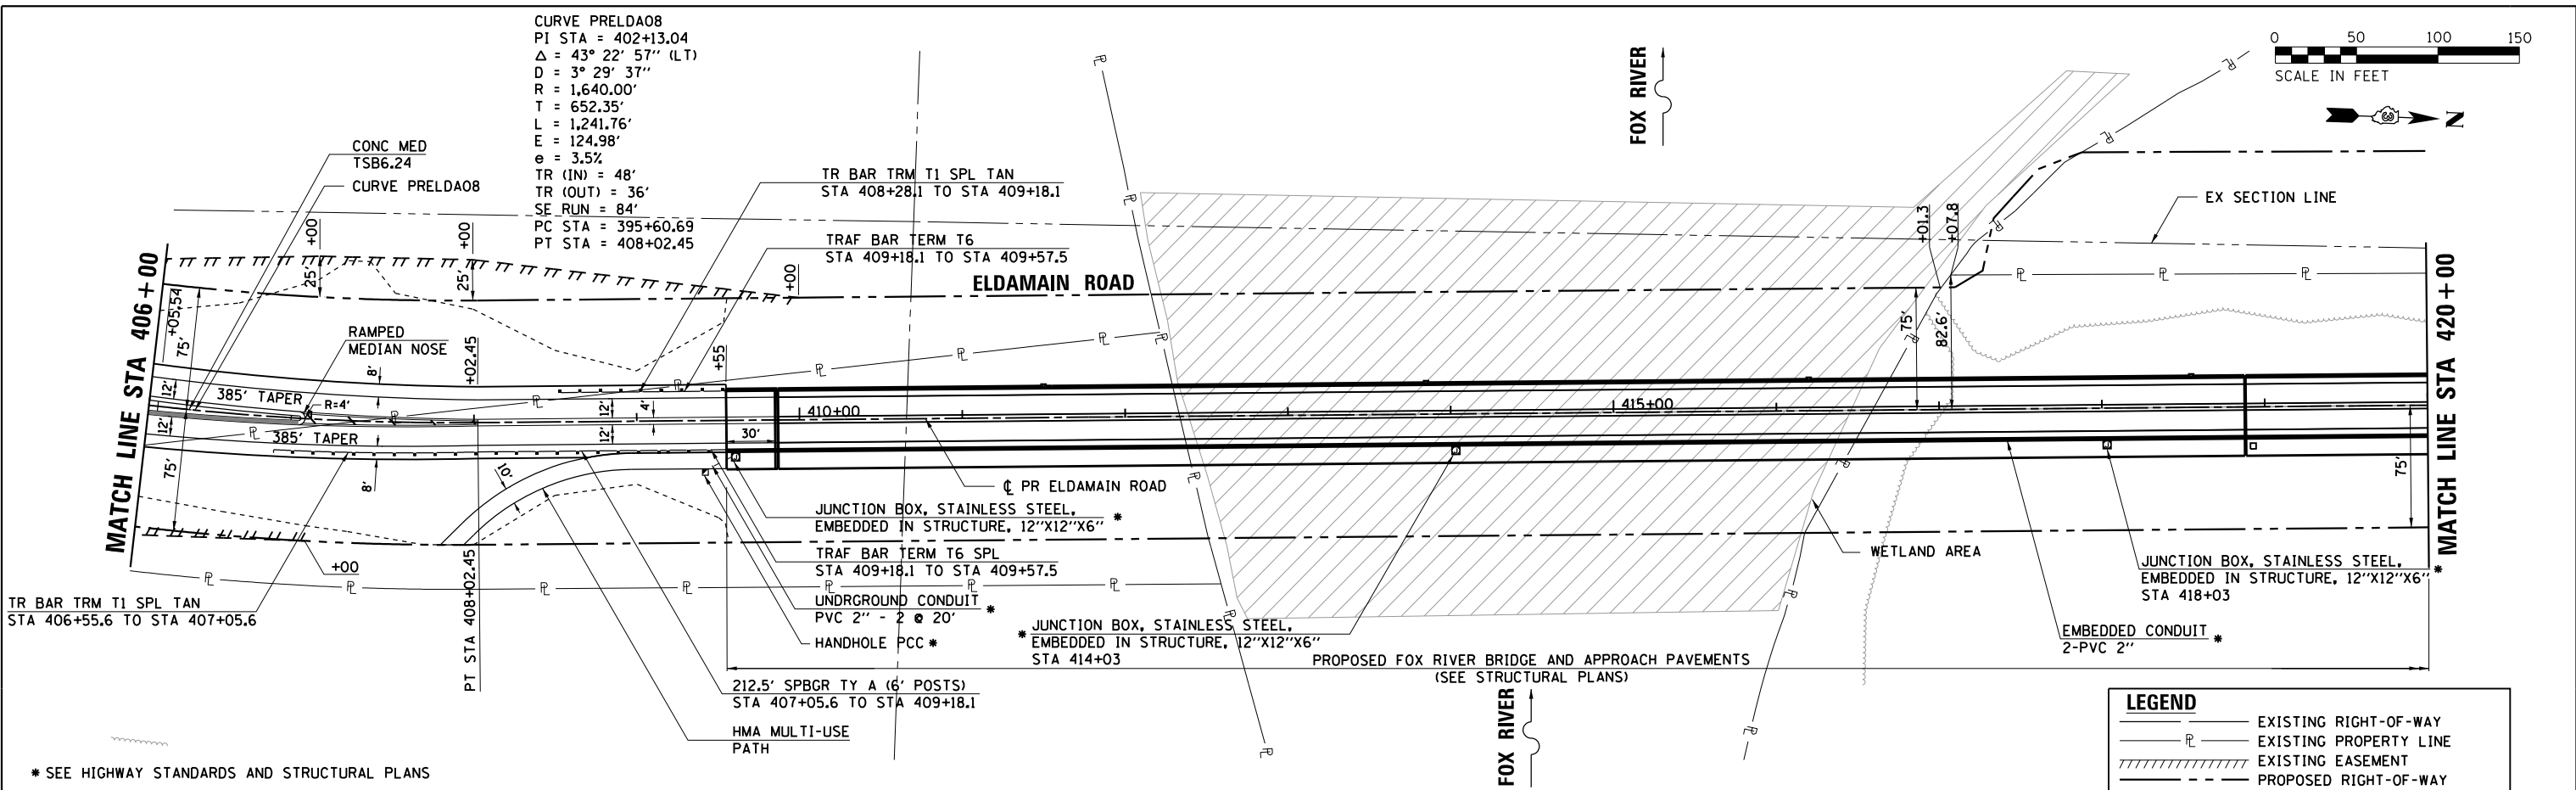 CURVE PRELDA08
PI STA = 402+13.04
Δ = 43° 22' 57'' (LT)
D = 3° 29' 37''
R = 1,640.00'
T = 652.35'
L = 1,241.76'
E = 124.98'
e = 3.5%
TR (IN) = 48'
TR (OUT) = 36'
SE RUN = 84'
PC STA = 395+60.69
PT STA = 408+02.45
FOX RIVER
0 50 100 150
SCALE IN FEET
N
CONC MED
TSB6.24
CURVE PRELDA08
TR BAR TRM T1 SPL TAN
STA 408+28.1 TO STA 409+18.1
TRAF BAR TERM T6
STA 409+18.1 TO STA 409+57.5
EX SECTION LINE
+00
+00
+00
25'
25'
+01.3
+07.8
ELDAMAIN ROAD
MATCH LINE STA 406+00
+05.54
75'
75'
RAMPED
MEDIAN NOSE
8'
+02.45
+55
75'
82.6'
12'
385' TAPER
R=4'
12'
385' TAPER
8'
12'
4'
12'
410+00
415+00
30'
10'
℄ PR ELDAMAIN ROAD
75'
MATCH LINE STA 420+00
JUNCTION BOX, STAINLESS STEEL,
EMBEDDED IN STRUCTURE, 12''X12''X6'' *
TRAF BAR TERM T6 SPL
STA 409+18.1 TO STA 409+57.5
WETLAND AREA
JUNCTION BOX, STAINLESS STEEL,
EMBEDDED IN STRUCTURE, 12''X12''X6'' *
STA 418+03
+00
TR BAR TRM T1 SPL TAN
STA 406+55.6 TO STA 407+05.6
PT STA 408+02.45
UNDRGROUND CONDUIT *
PVC 2'' - 2 @ 20'
HANDHOLE PCC *
* JUNCTION BOX, STAINLESS STEEL,
EMBEDDED IN STRUCTURE, 12''X12''X6''
STA 414+03
EMBEDDED CONDUIT *
2-PVC 2''
PROPOSED FOX RIVER BRIDGE AND APPROACH PAVEMENTS
(SEE STRUCTURAL PLANS)
212.5' SPBGR TY A (6' POSTS)
STA 407+05.6 TO STA 409+18.1
HMA MULTI-USE
PATH
FOX RIVER
* SEE HIGHWAY STANDARDS AND STRUCTURAL PLANS
LEGEND
EXISTING RIGHT-OF-WAY
EXISTING PROPERTY LINE
EXISTING EASEMENT
PROPOSED RIGHT-OF-WAY